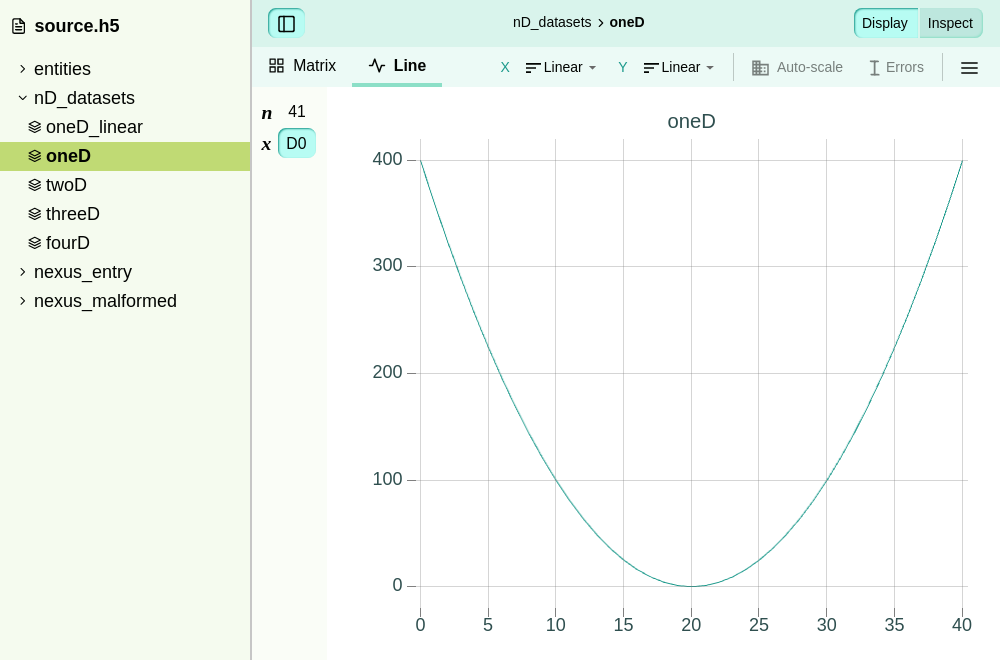 source.h5
entities
nD_datasets
oneD_linear
oneD
twoD
threeD
fourD
nexus_entry
nexus_malformed
nD_datasets › oneD
Display Inspect
Matrix Line X Linear Y Linear Auto-scale Errors
n 41
x D0
oneD
400
300
200
100
0
0 5 10 15 20 25 30 35 40